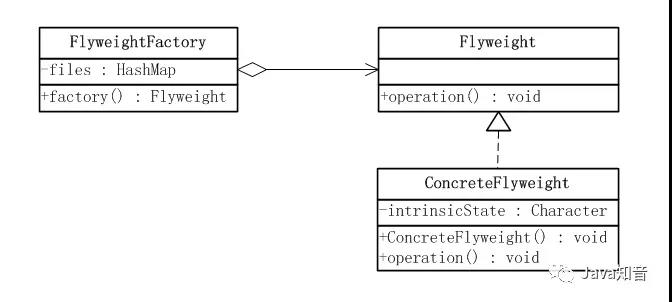 FlyweightFactory
-files : HashMap
+factory() : Flyweight
Flyweight
+operation() : void
ConcreteFlyweight
-intrinsicState : Character
+ConcreteFlyweight() : void
+operation() : void
Java知音